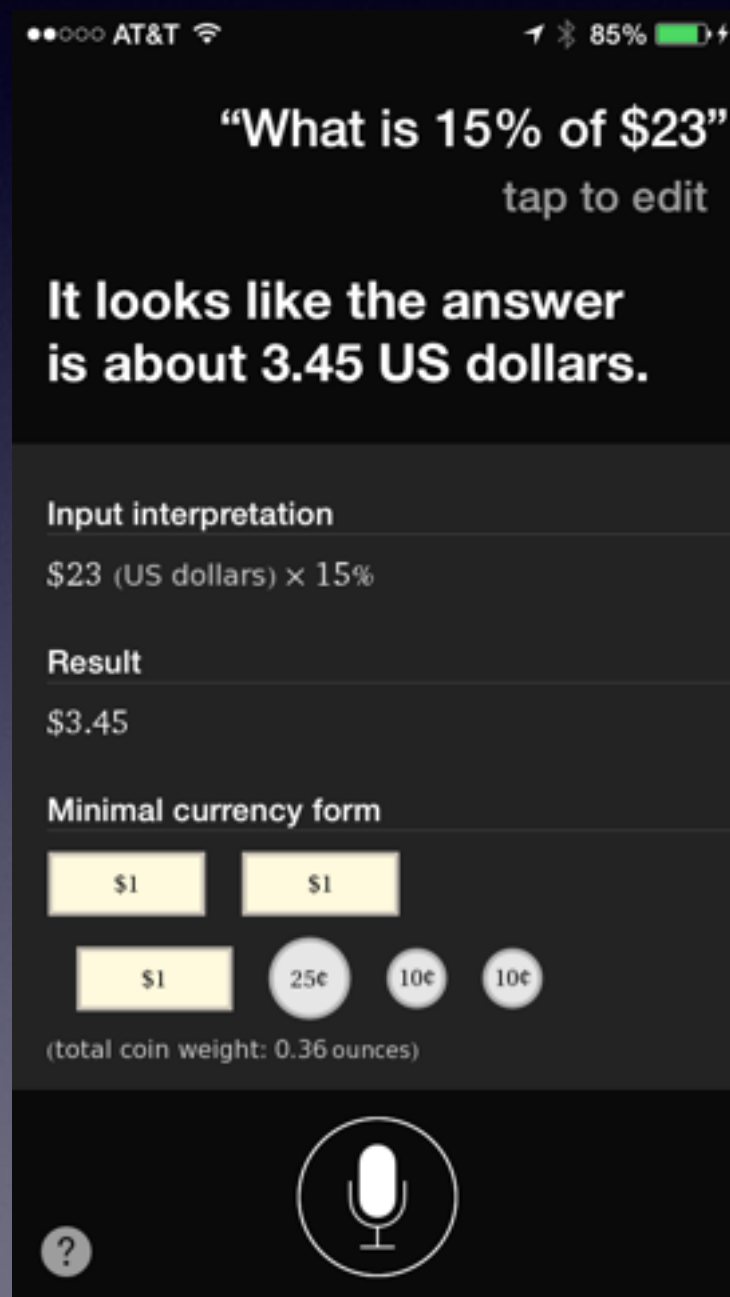 AT&T 85%
“What is 15% of $23”
tap to edit
It looks like the answer
is about 3.45 US dollars.
Input interpretation
$23 (US dollars) × 15%
Result
$3.45
Minimal currency form
$1 $1
$1 25¢ 10¢ 10¢
(total coin weight: 0.36 ounces)
?